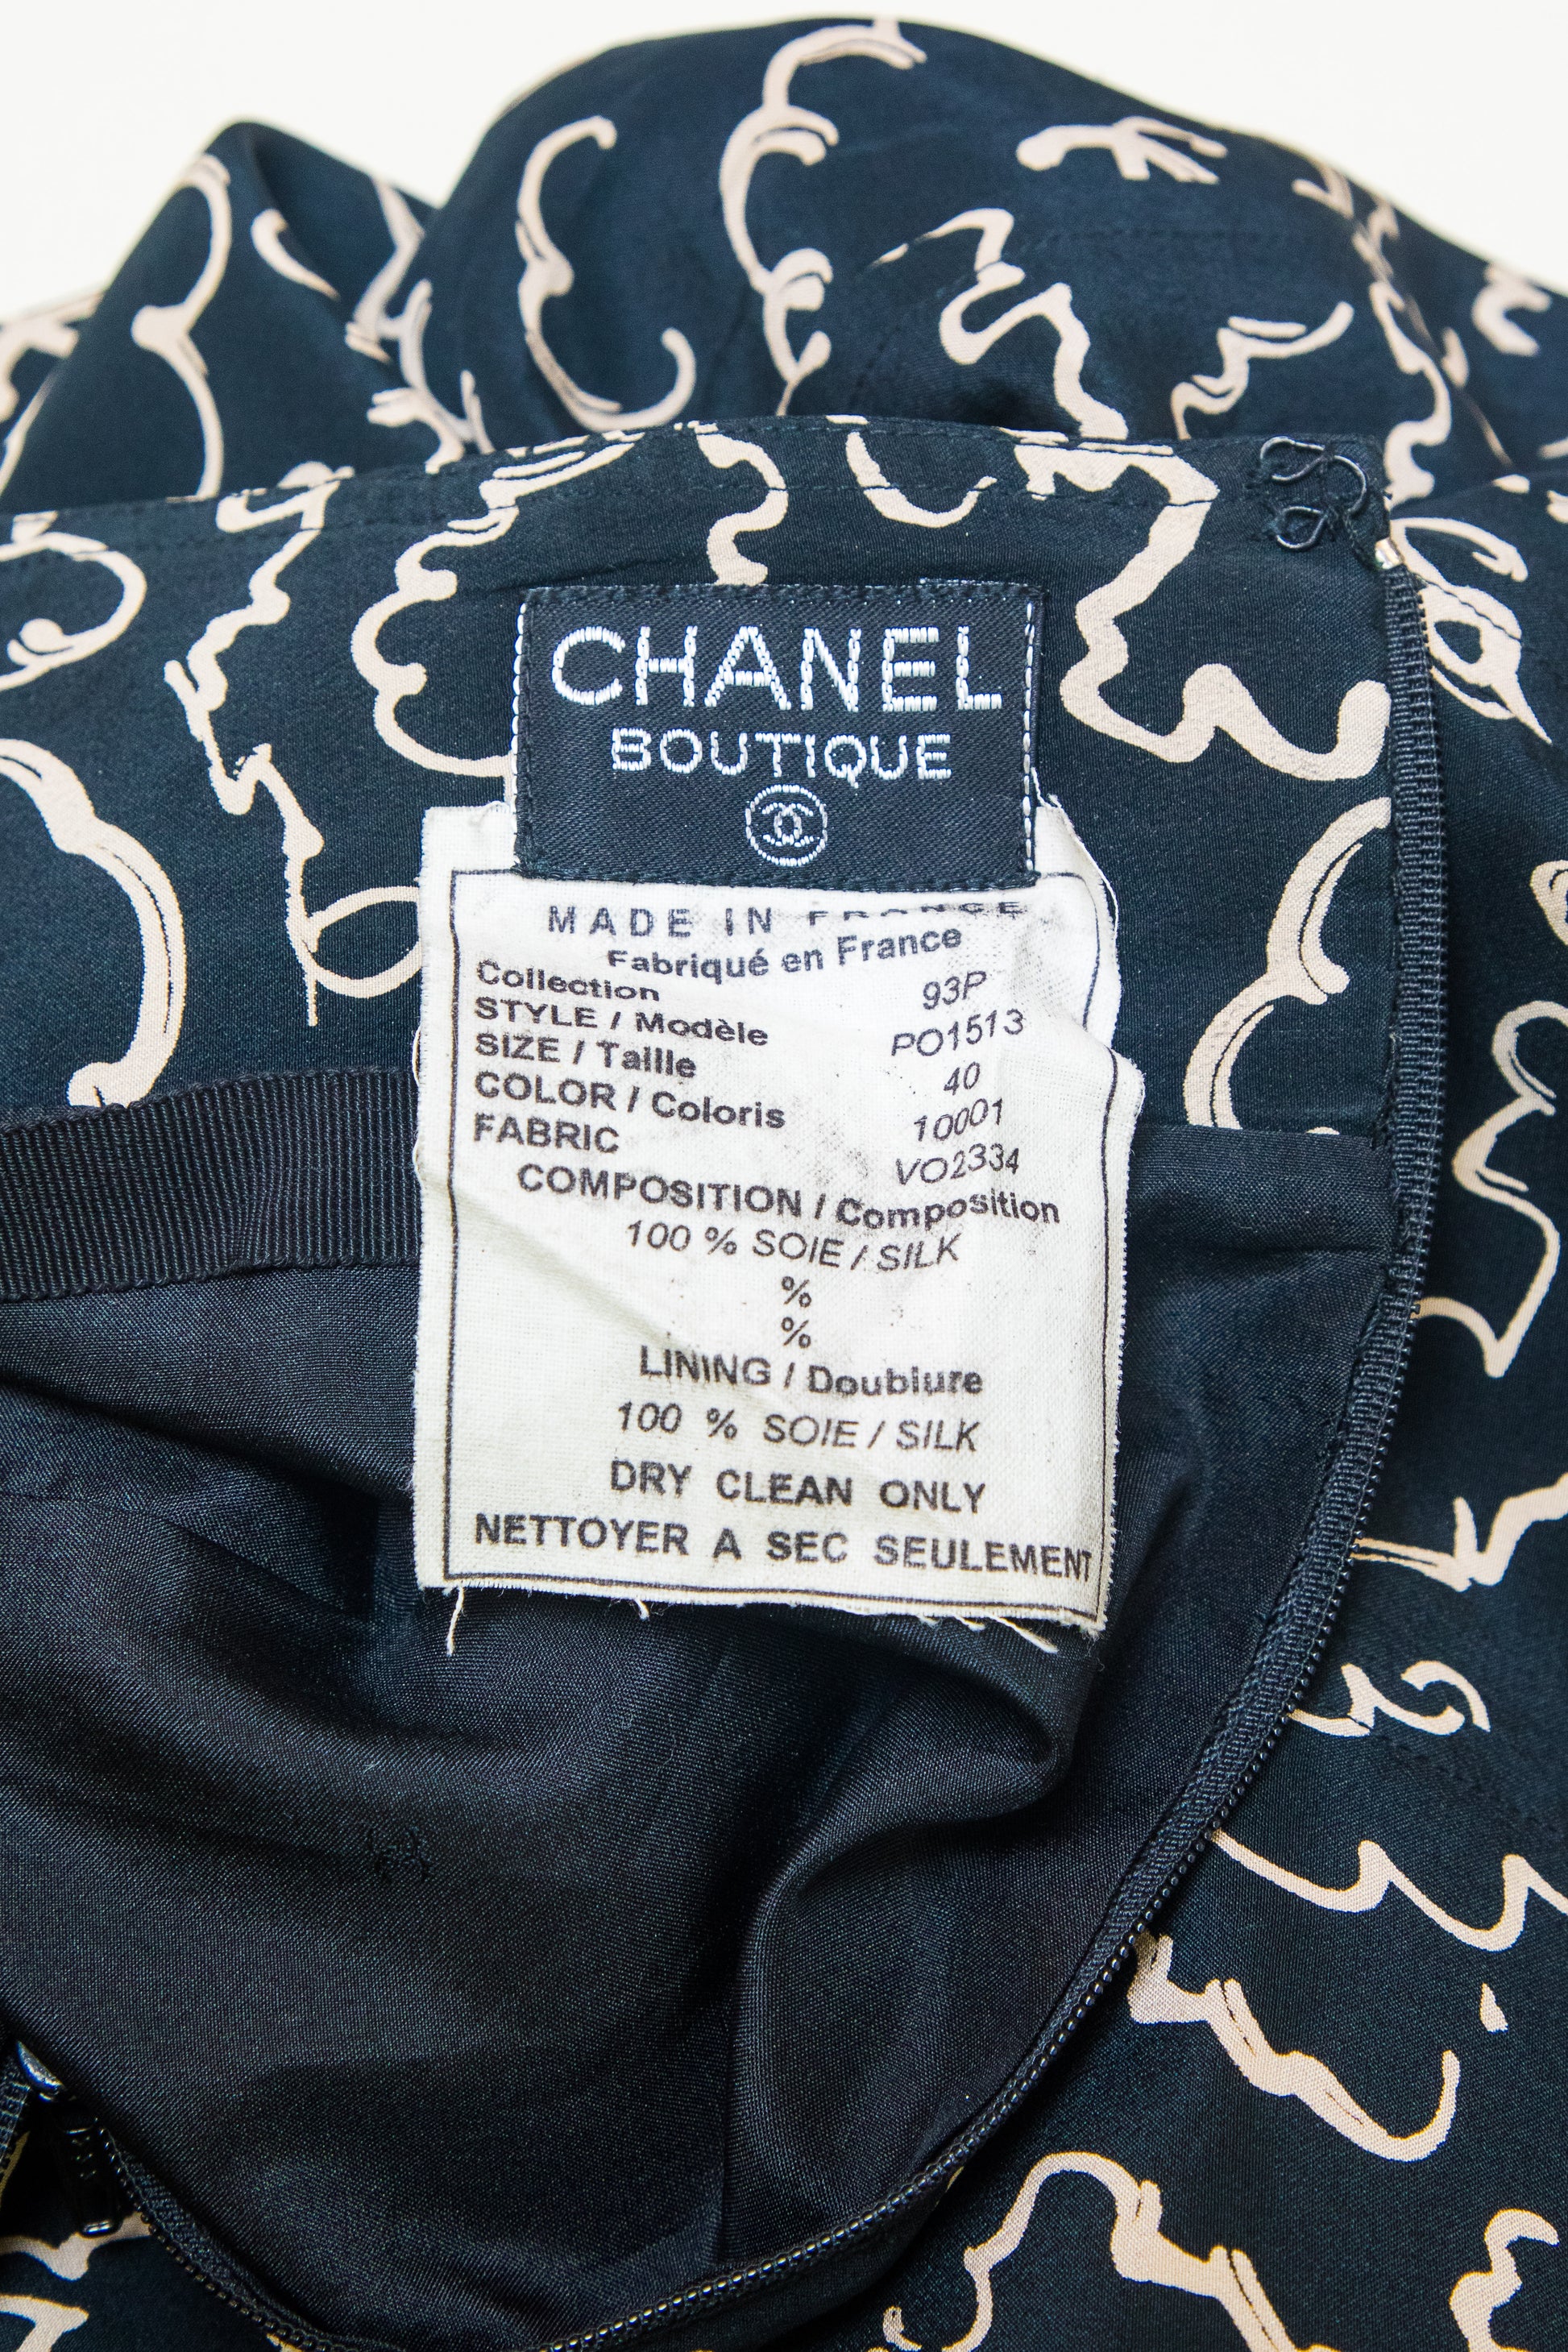 CHANEL
BOUTIQUE
MADE IN FRANCE
Fabriqué en France
Collection 93P
STYLE / Modèle PO1513
SIZE / Taille 40
COLOR / Coloris 10001
FABRIC VO2334
COMPOSITION / Composition
100 % SOIE / SILK
%
%
LINING / Doublure
100 % SOIE / SILK
DRY CLEAN ONLY
NETTOYER A SEC SEULEMENT